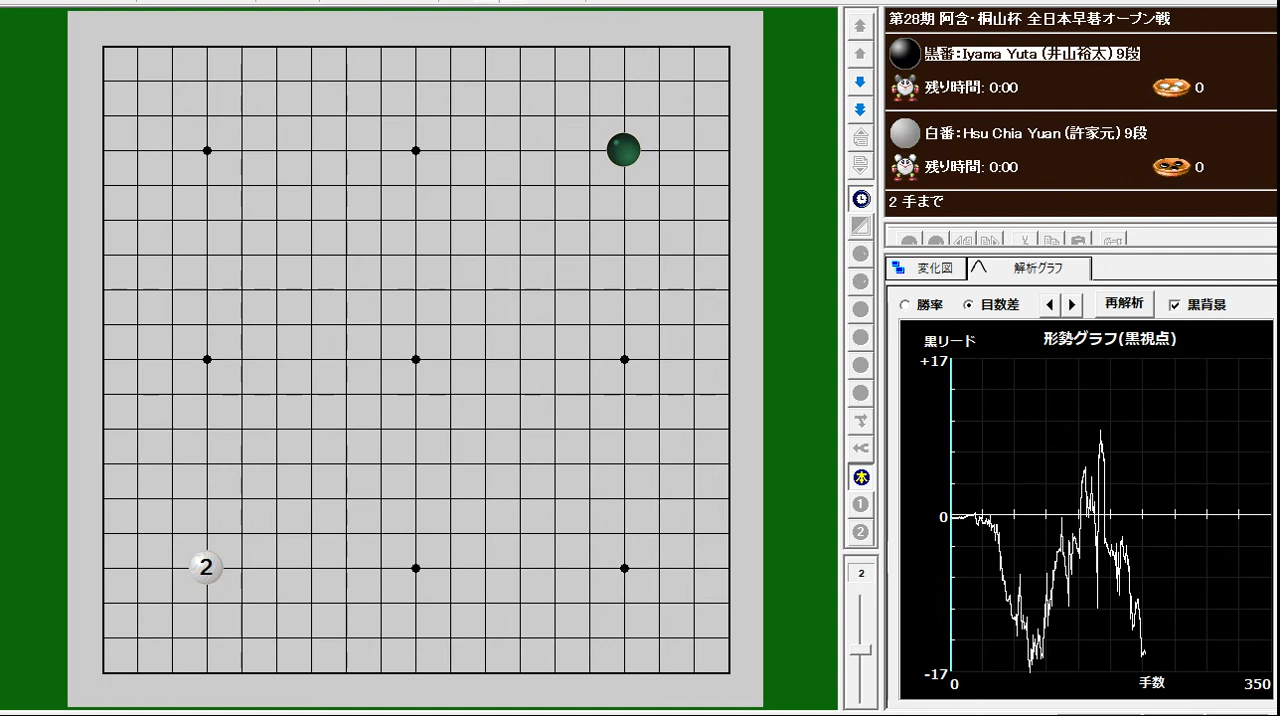 第28期 阿含・桐山杯 全日本早碁オープン戦
黒番:Iyama Yuta (井山裕太) 9段
残り時間: 0:00
0
白番:Hsu Chia Yuan (許家元) 9段
残り時間: 0:00
0
2 手まで
変化図
解析グラフ
勝率
目数差
再解析
黒背景
黒リード
形勢グラフ(黒視点)
+17
0
-17
0
手数
350
2
本
1
2
2